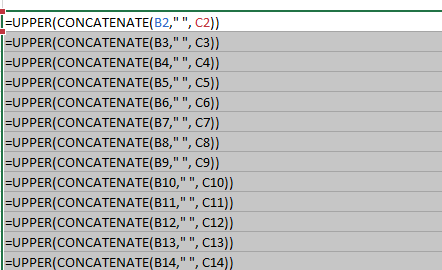 =UPPER(CONCATENATE(B2," ", C2))
=UPPER(CONCATENATE(B3," ", C3))
=UPPER(CONCATENATE(B4," ", C4))
=UPPER(CONCATENATE(B5," ", C5))
=UPPER(CONCATENATE(B6," ", C6))
=UPPER(CONCATENATE(B7," ", C7))
=UPPER(CONCATENATE(B8," ", C8))
=UPPER(CONCATENATE(B9," ", C9))
=UPPER(CONCATENATE(B10," ", C10))
=UPPER(CONCATENATE(B11," ", C11))
=UPPER(CONCATENATE(B12," ", C12))
=UPPER(CONCATENATE(B13," ", C13))
=UPPER(CONCATENATE(B14," ", C14))